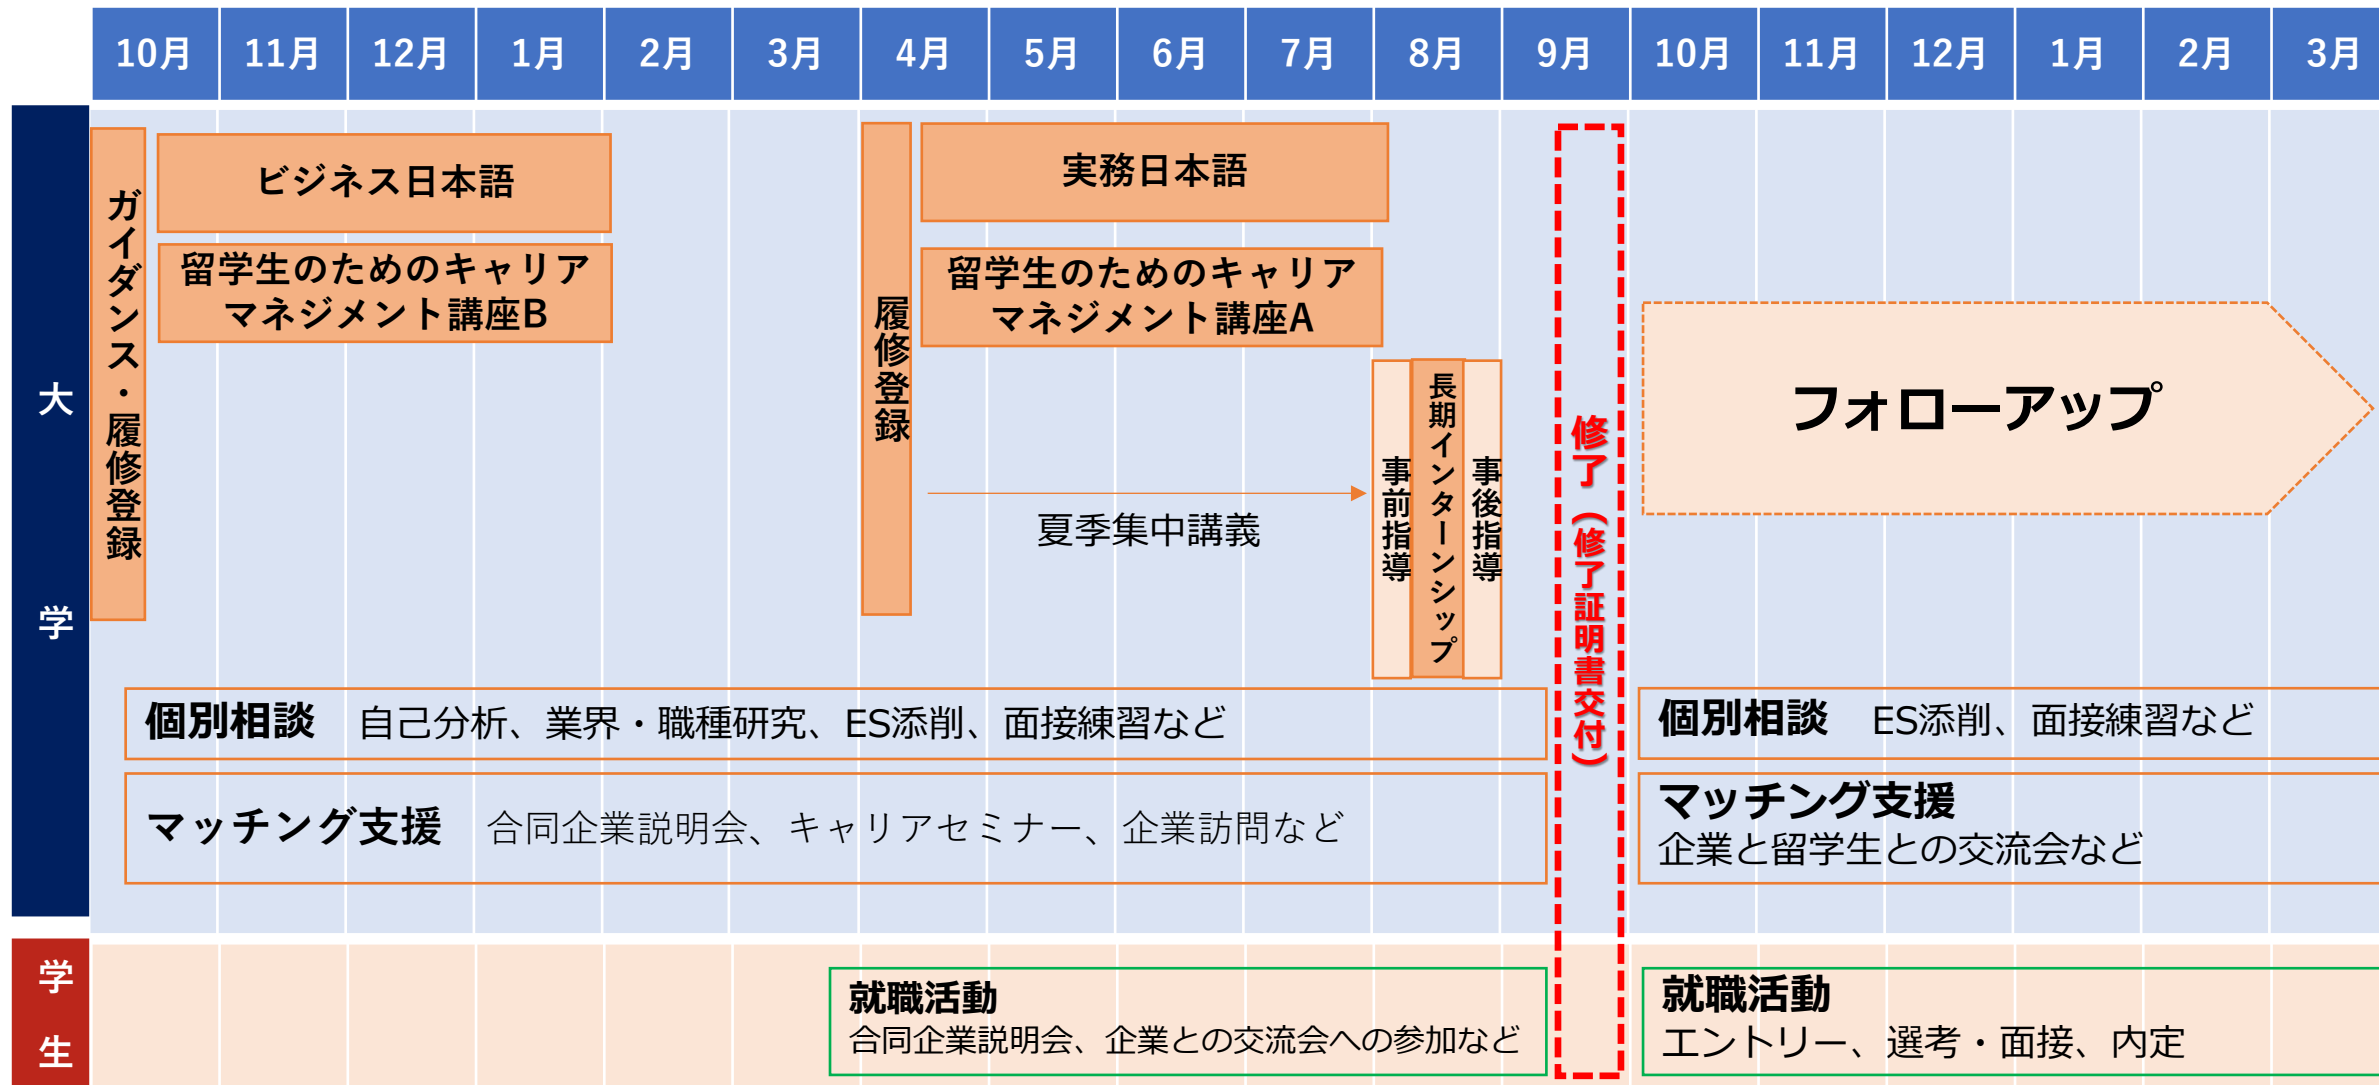 10月 11月 12月 1月 2月 3月 4月 5月 6月 7月 8月 9月 10月 11月 12月 1月 2月 3月
大学
ガイダンス・履修登録
ビジネス日本語
留学生のためのキャリア
マネジメント講座B
履修登録
実務日本語
留学生のためのキャリア
マネジメント講座A
夏季集中講義
事前指導
長期インターンシップ
事後指導
修了（修了証明書交付）
フォローアップ
個別相談 自己分析、業界・職種研究、ES添削、面接練習など
マッチング支援 合同企業説明会、キャリアセミナー、企業訪問など
個別相談 ES添削、面接練習など
マッチング支援
企業と留学生との交流会など
学生
就職活動
合同企業説明会、企業との交流会への参加など
就職活動
エントリー、選考・面接、内定